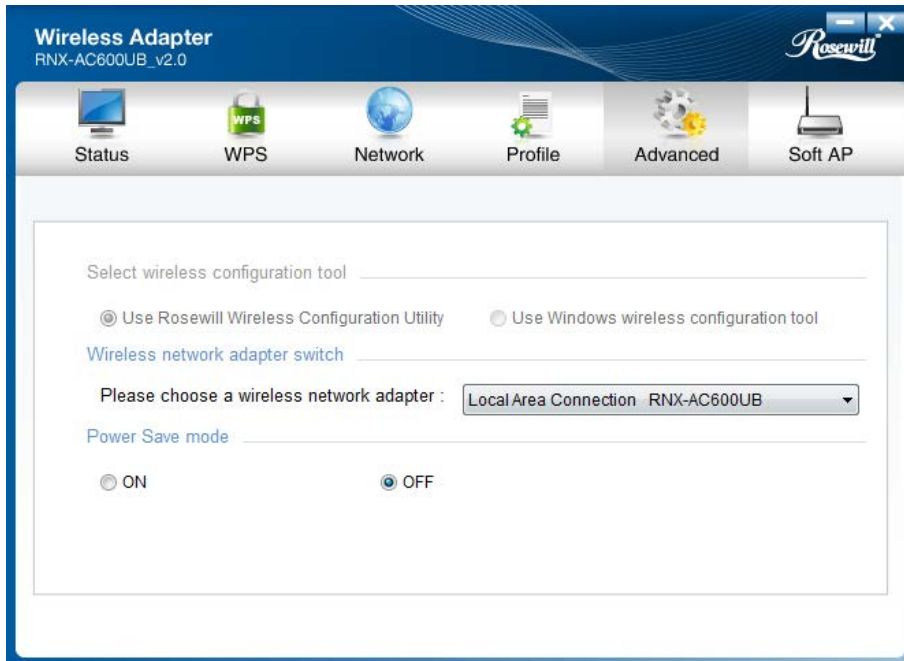 Wireless Adapter
RNX-AC600UB_v2.0
Rosewill
WPS
Status WPS Network Profile Advanced Soft AP
Select wireless configuration tool
Use Rosewill Wireless Configuration Utility Use Windows wireless configuration tool
Wireless network adapter switch
Please choose a wireless network adapter : Local Area Connection RNX-AC600UB
Power Save mode
ON OFF